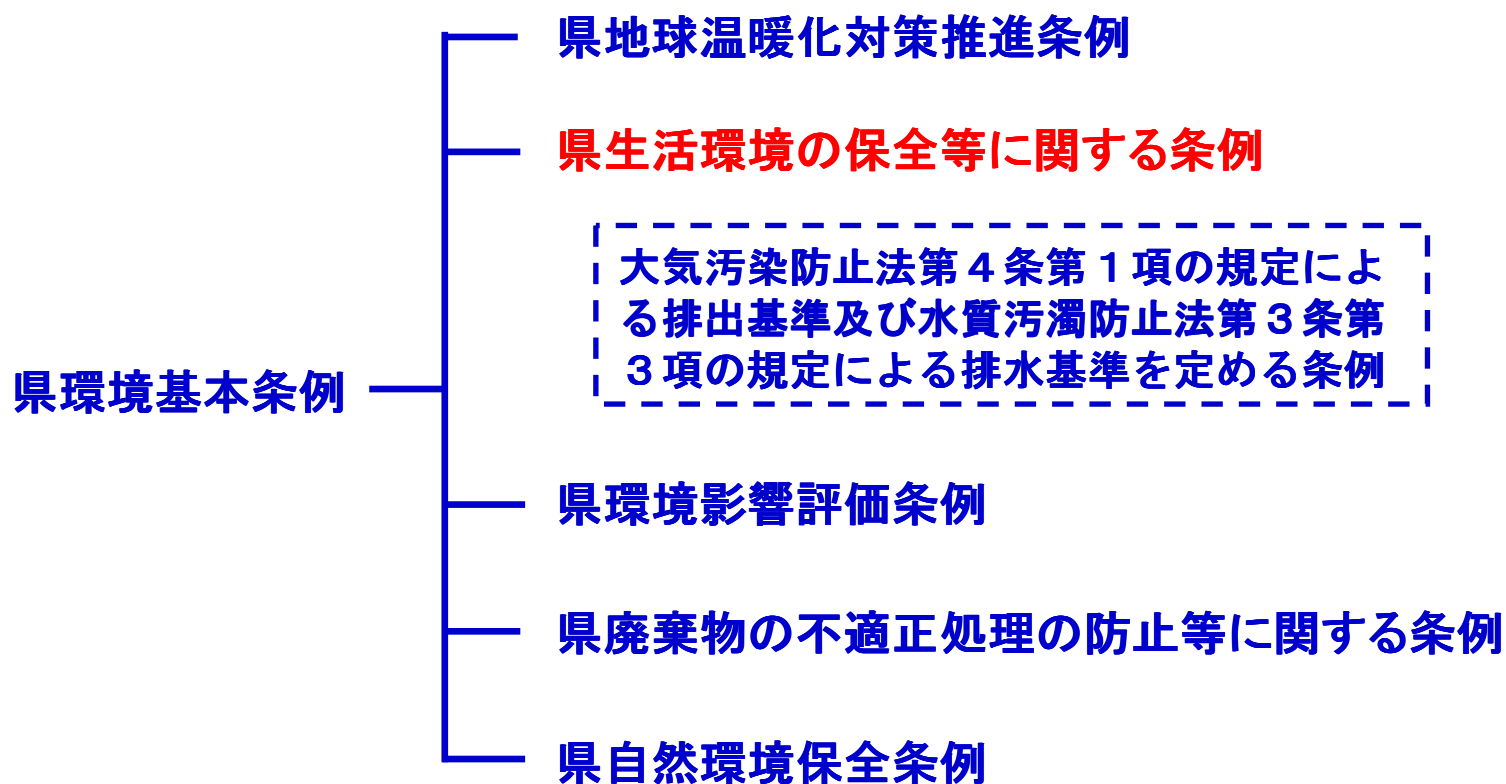 県地球温暖化対策推進条例
県生活環境の保全等に関する条例
大気汚染防止法第４条第１項の規定によ
る排出基準及び水質汚濁防止法第３条第
３項の規定による排水基準を定める条例
県環境基本条例
県環境影響評価条例
県廃棄物の不適正処理の防止等に関する条例
県自然環境保全条例